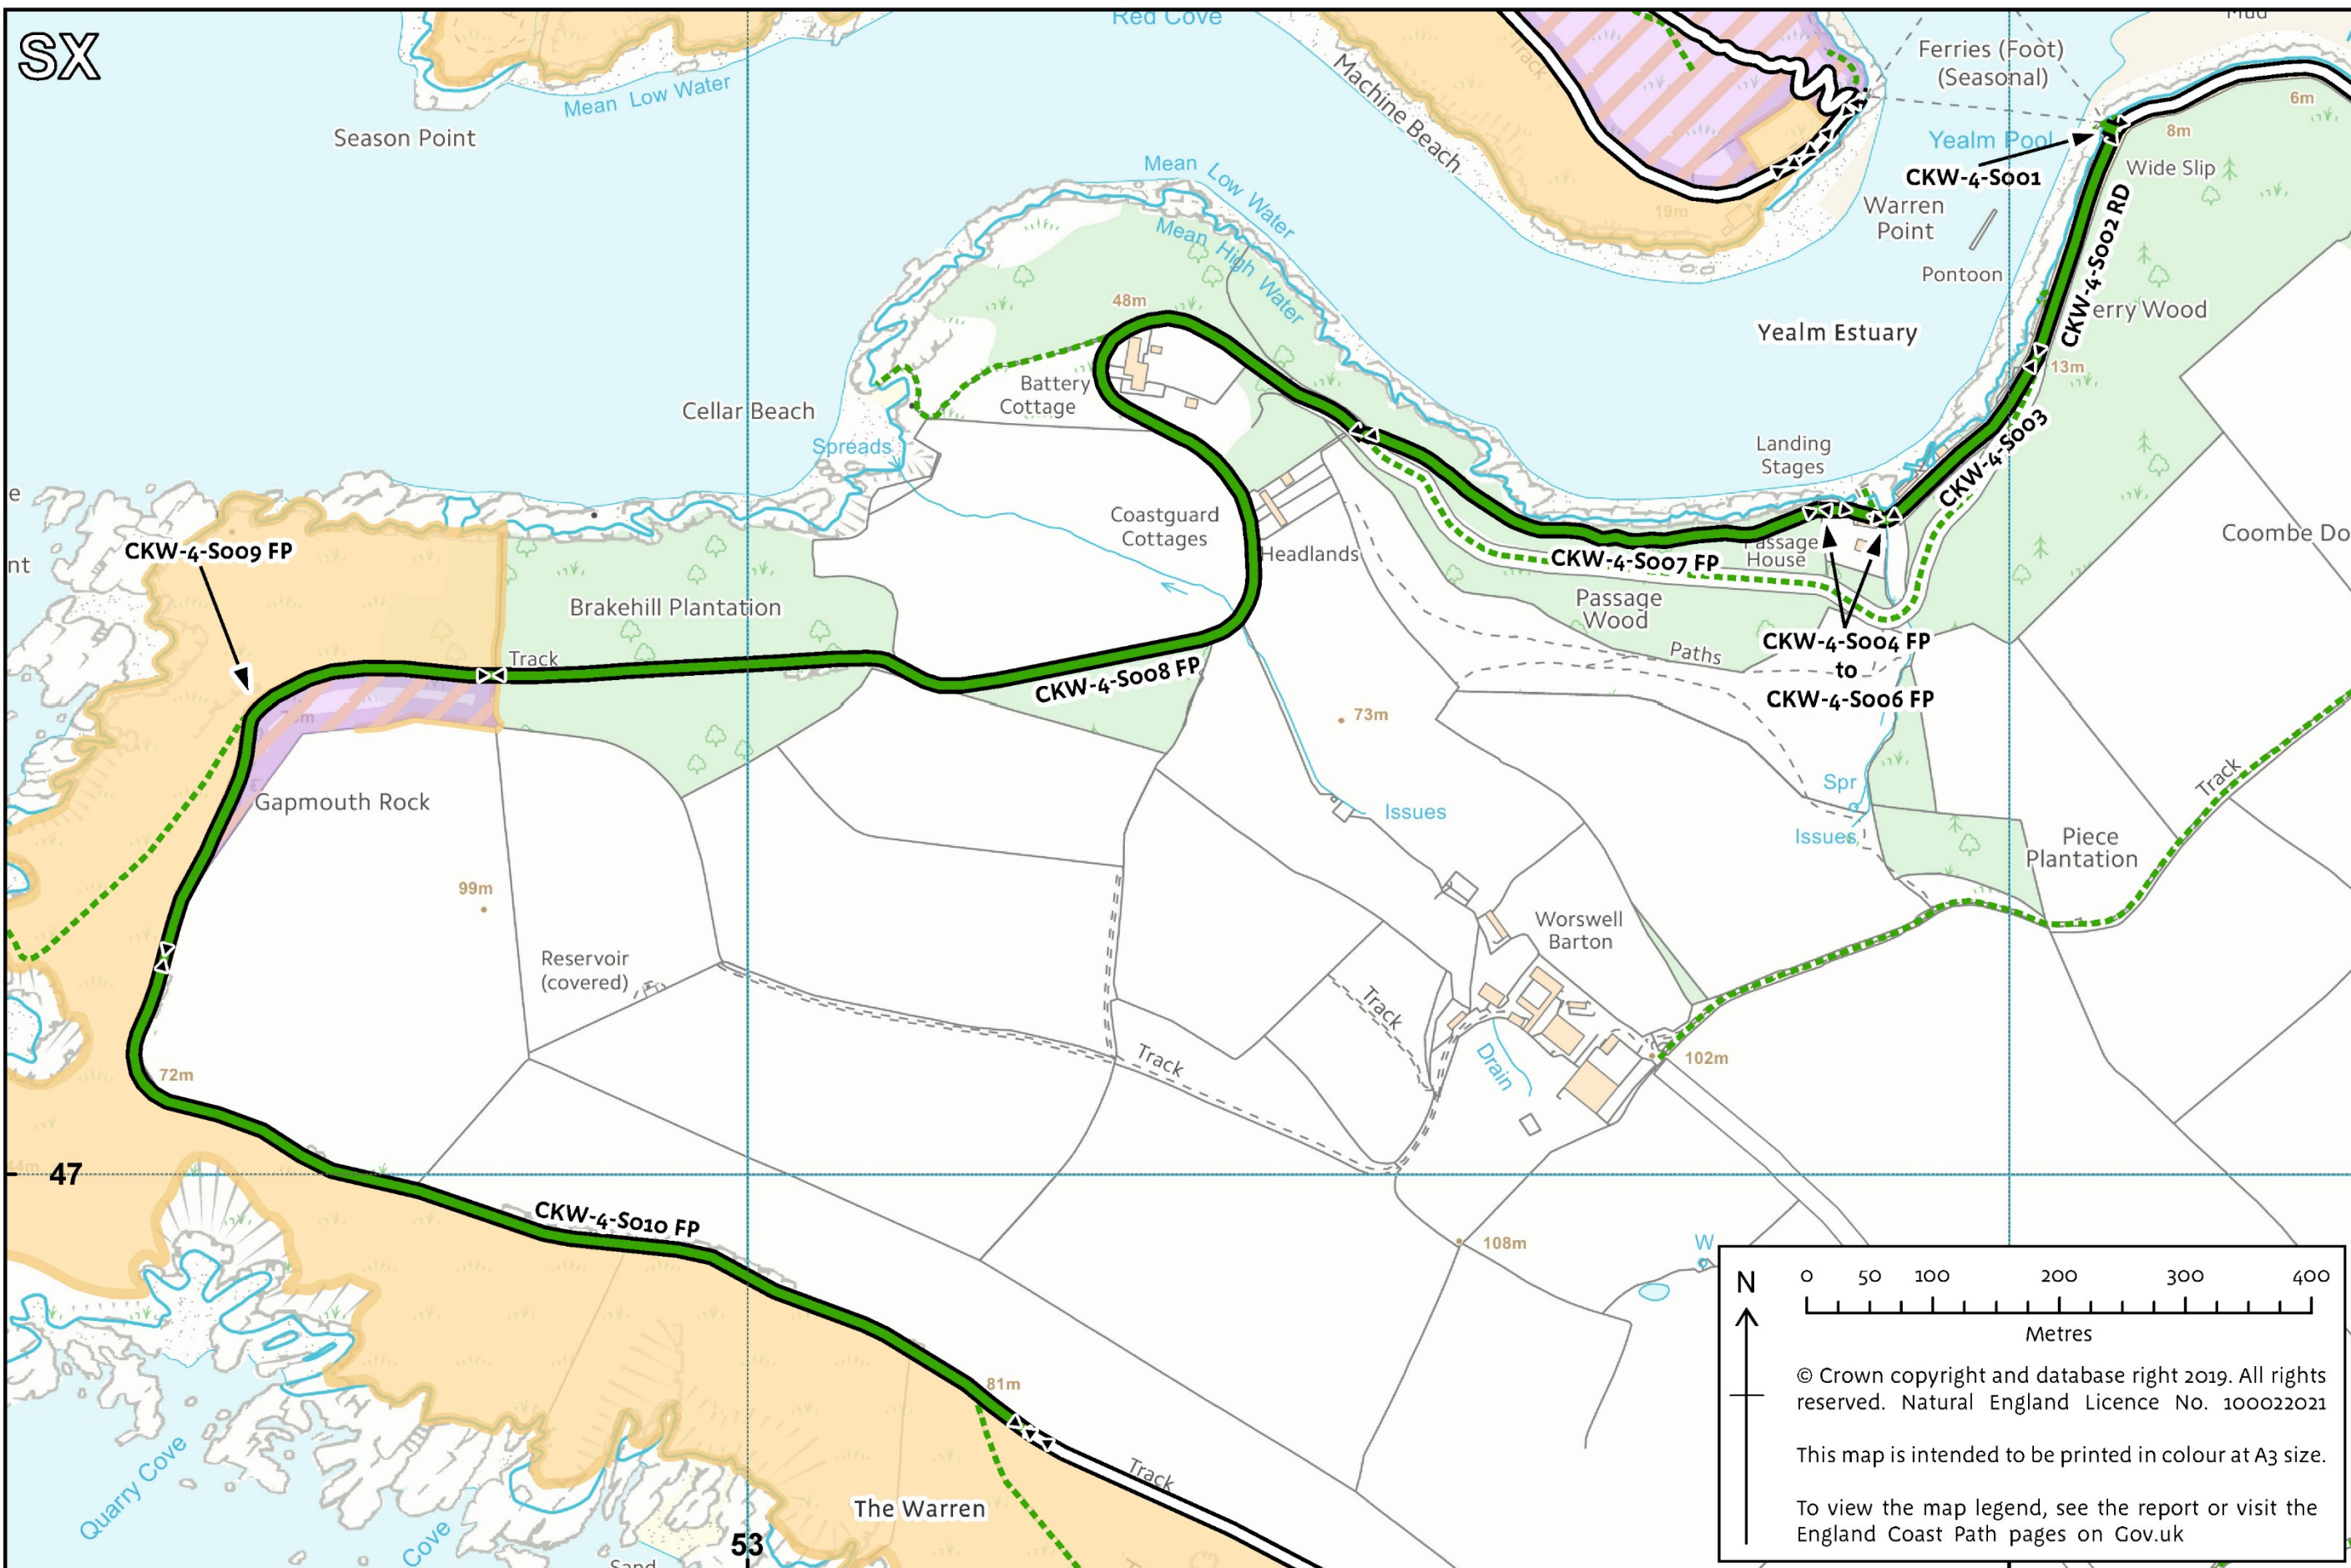 SX
Red Cove
Mud
Ferries (Foot)
(Seasonal)
Mean Low Water
Season Point
Track
Machine Beach
6m
8m
Yealm Pool
CKW-4-S001
Wide Slip
Mean Low Water
Mean High Water
19m
Warren
Point
CKW-4-S002 RD
Pontoon
48m
Yealm Estuary
erry Wood
13m
Battery
Cottage
Cellar Beach
Spreads
Landing
Stages
CKW-4-S003
e
Coastguard
Cottages
Headlands
nt
CKW-4-S009 FP
CKW-4-S007 FP
Passage
House
Coombe Do
Brakehill Plantation
Passage
Wood
Track
Paths
CKW-4-S004 FP
to
CKW-4-S006 FP
CKW-4-S008 FP
73m
Gapmouth Rock
Issues
Spr
Issues
Track
Piece
Plantation
99m
Worswell
Barton
Reservoir
(covered)
Track
Track
Drain
102m
72m
47
CKW-4-S010 FP
108m
W
81m
Track
Quarry Cove
Cove
The Warren
53
Sand
N
0 50 100 200 300 400
Metres
© Crown copyright and database right 2019. All rights
reserved. Natural England Licence No. 100022021
This map is intended to be printed in colour at A3 size.
To view the map legend, see the report or visit the
England Coast Path pages on Gov.uk